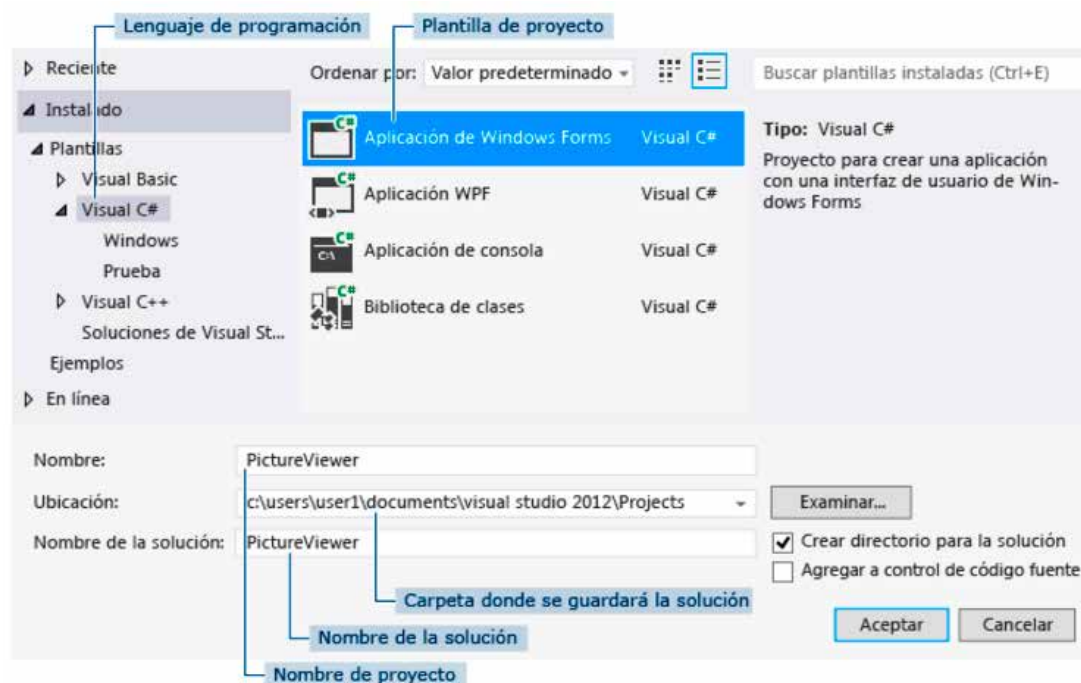 Lenguaje de programación
Plantilla de proyecto
Reciente
Instalado
Plantillas
Visual Basic
Visual C#
Windows
Prueba
Visual C++
Soluciones de Visual St...
Ejemplos
En línea
Ordenar por: Valor predeterminado
Buscar plantillas instaladas (Ctrl+E)
C# Aplicación de Windows Forms Visual C#
C# Aplicación WPF Visual C#
C# C:\ Aplicación de consola Visual C#
C# Biblioteca de clases Visual C#
Tipo: Visual C#
Proyecto para crear una aplicación
con una interfaz de usuario de Win-
dows Forms
Nombre: PictureViewer
Ubicación: c:\users\user1\documents\visual studio 2012\Projects Examinar...
Nombre de la solución: PictureViewer
Crear directorio para la solución
Agregar a control de código fuente
Carpeta donde se guardará la solución
Aceptar Cancelar
Nombre de la solución
Nombre de proyecto